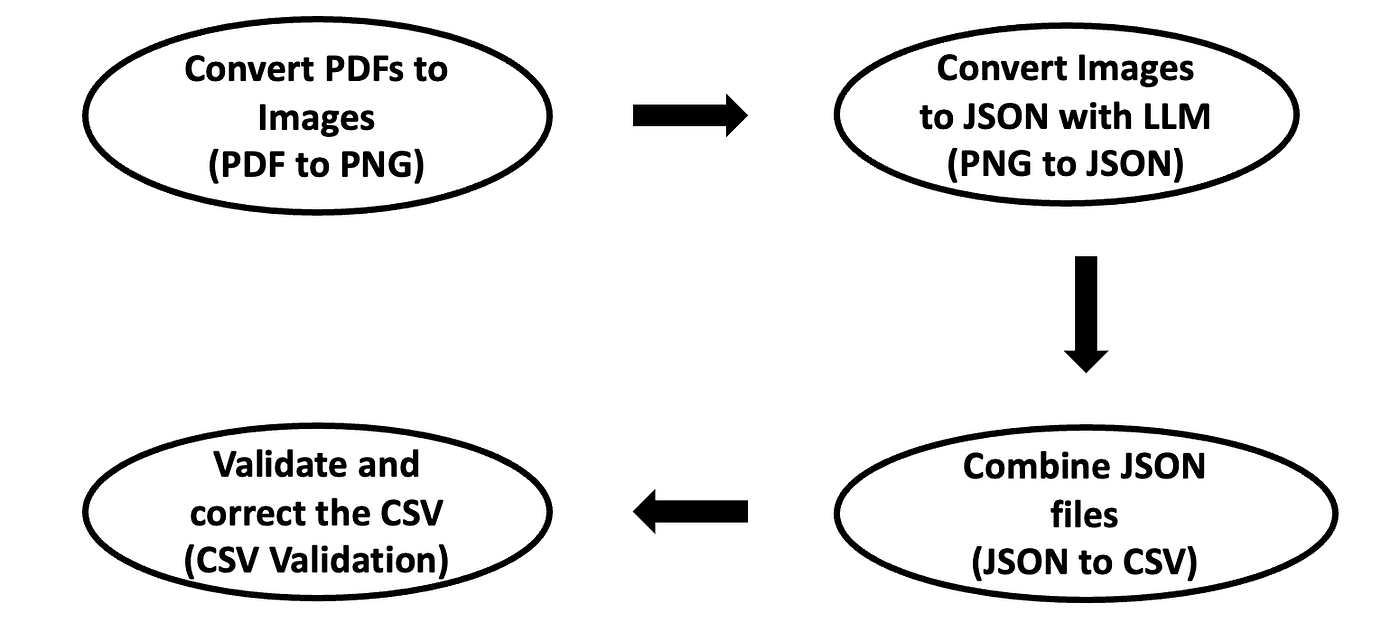 Convert PDFs to
Images
(PDF to PNG)
Convert Images
to JSON with LLM
(PNG to JSON)
Combine JSON
files
(JSON to CSV)
Validate and
correct the CSV
(CSV Validation)